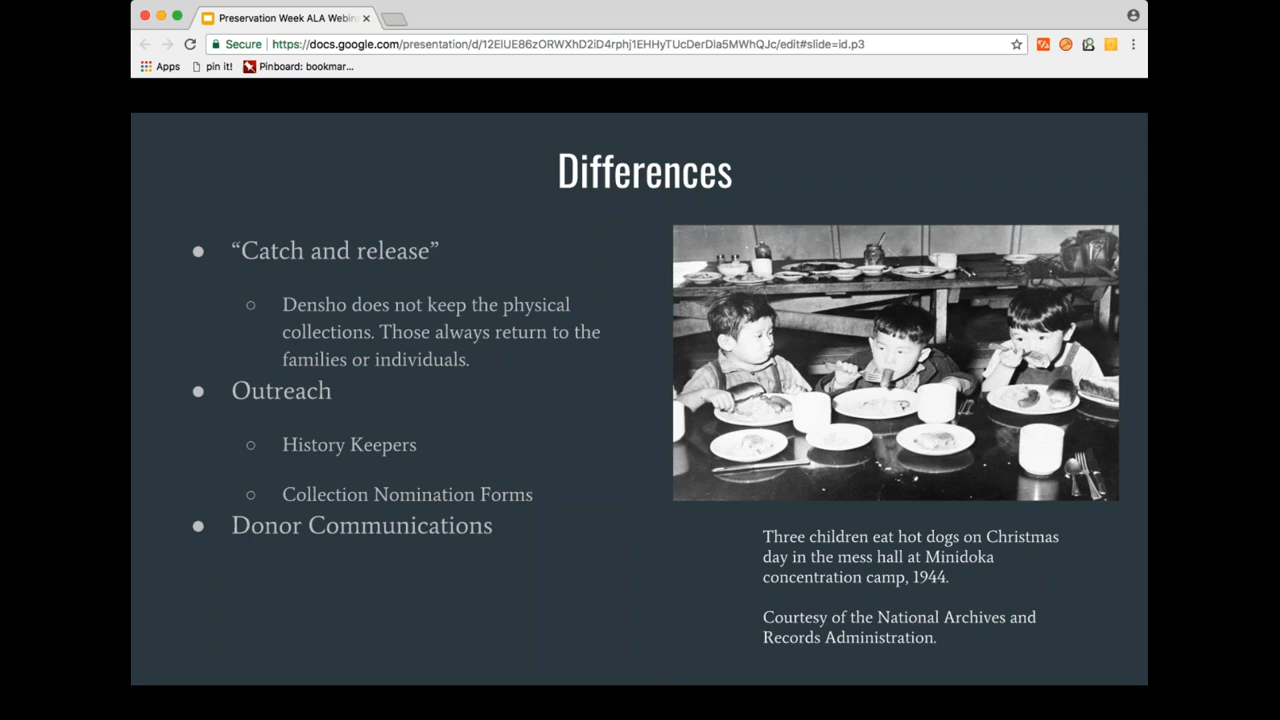 Preservation Week ALA Webin
Secure
https://docs.google.com/presentation/d/12ElUE86zORWXhD2iD4rphj1EHHyTUcDerDla5MWhQJc/edit#slide=id.p3
Apps
pin it!
Pinboard: bookmar...
Differences
● “Catch and release”
○ Densho does not keep the physical
collections. Those always return to the
families or individuals.
● Outreach
○ History Keepers
○ Collection Nomination Forms
● Donor Communications
Three children eat hot dogs on Christmas
day in the mess hall at Minidoka
concentration camp, 1944.
Courtesy of the National Archives and
Records Administration.